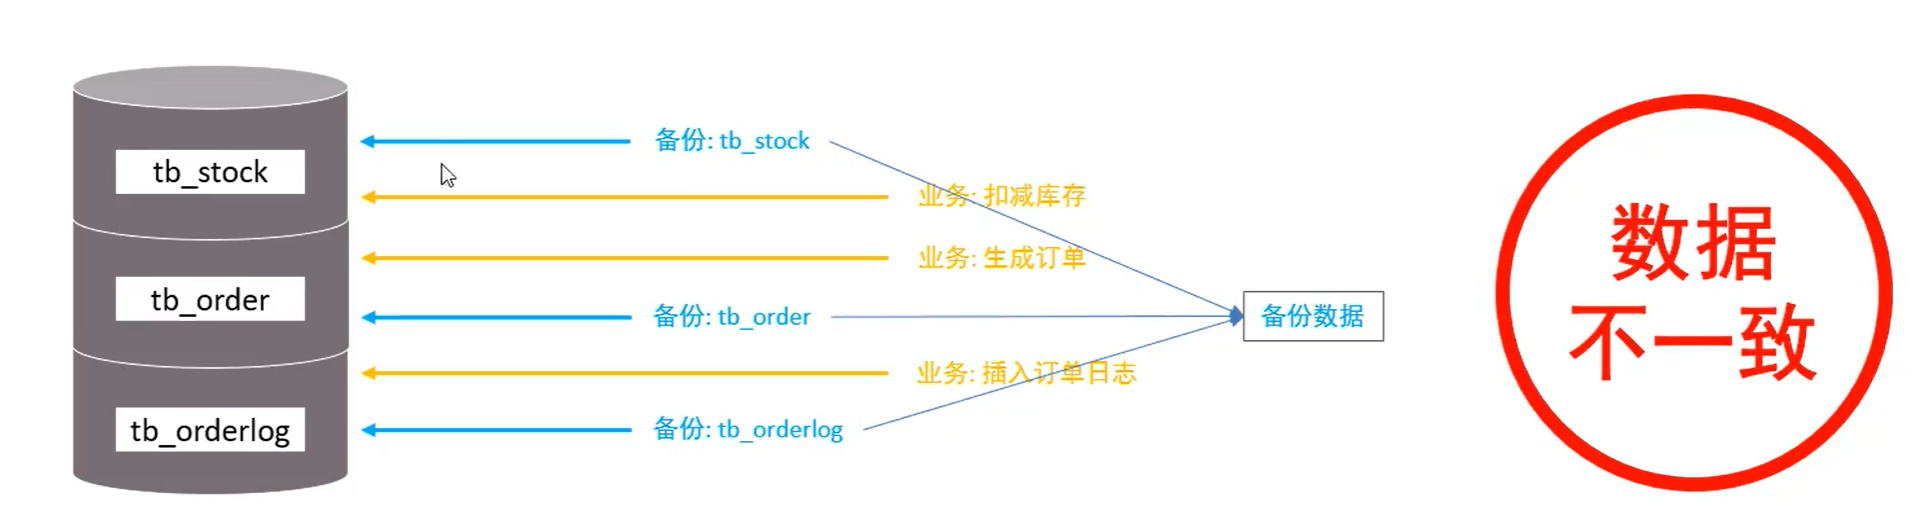 tb_stock
tb_order
tb_orderlog
备份: tb_stock
业务: 扣减库存
业务: 生成订单
备份: tb_order
业务: 插入订单日志
备份: tb_orderlog
备份数据
数据
不一致